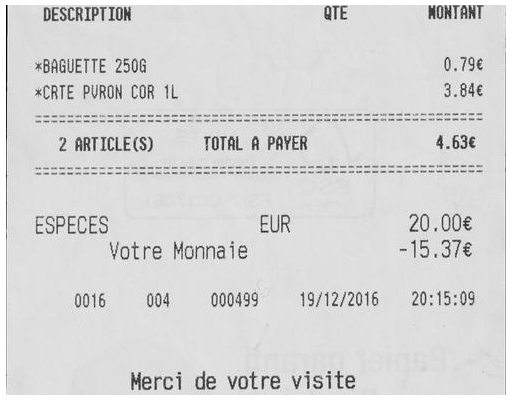 DESCRIPTION QTE MONTANT
*BAGUETTE 250G 0.79€
*CRTE PVRON COR 1L 3.84€
================================================
2 ARTICLE(S) TOTAL A PAYER 4.63€
================================================
ESPECES EUR 20.00€
Votre Monnaie -15.37€
0016 004 000499 19/12/2016 20:15:09
Merci de votre visite